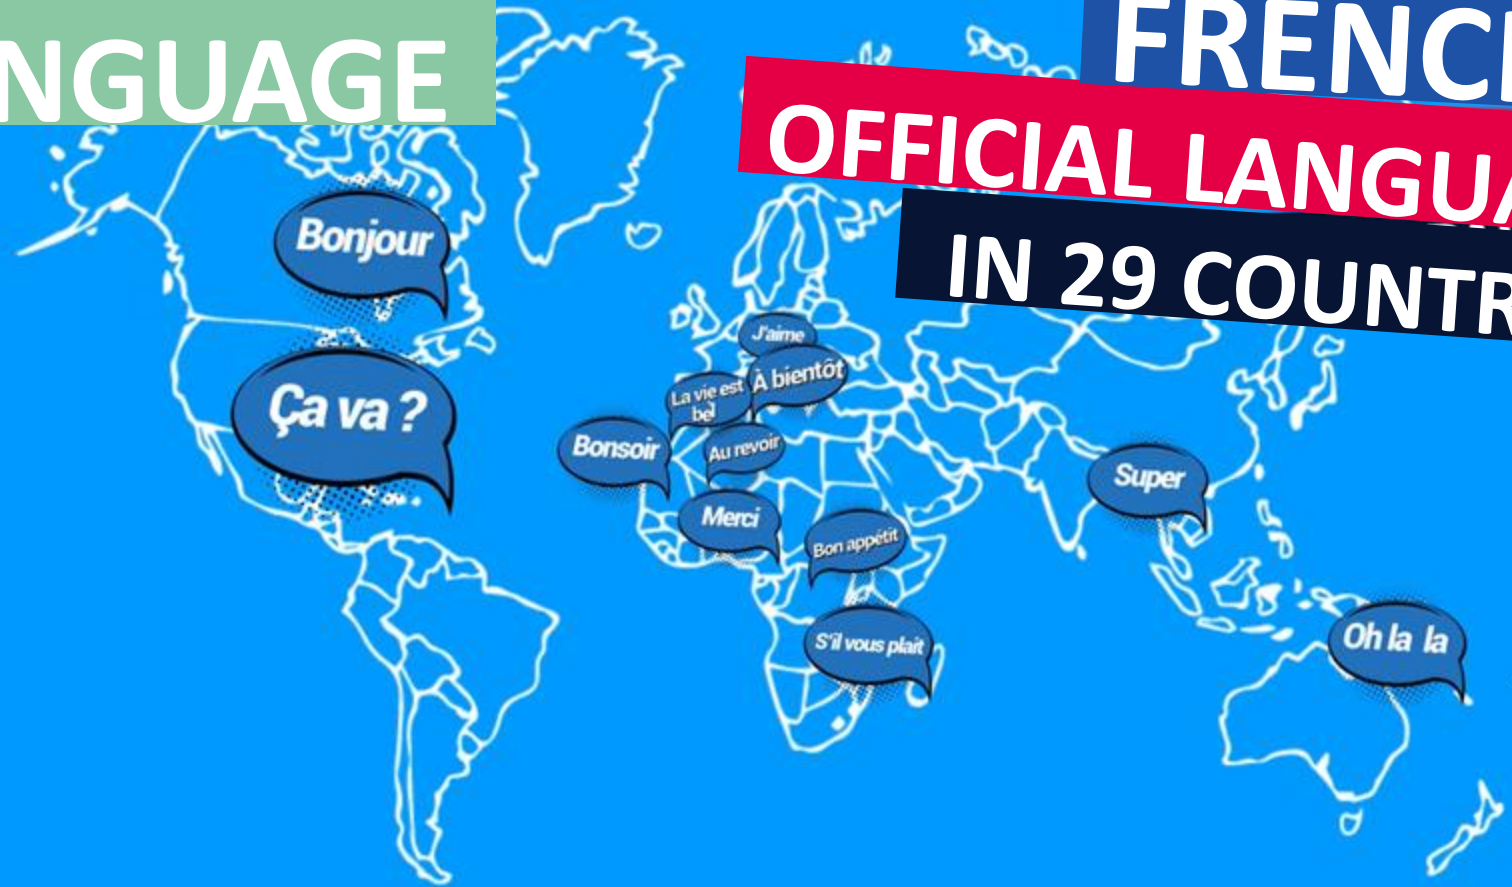 NGUAGE
FRENC
OFFICIAL LANGUA
IN 29 COUNTR
Bonjour
Ça va ?
J'aime
À bientôt
La vie est
bel
Bonsoir
Au revoir
Merci
Bon appétit
S'il vous plait
Super
Oh la la